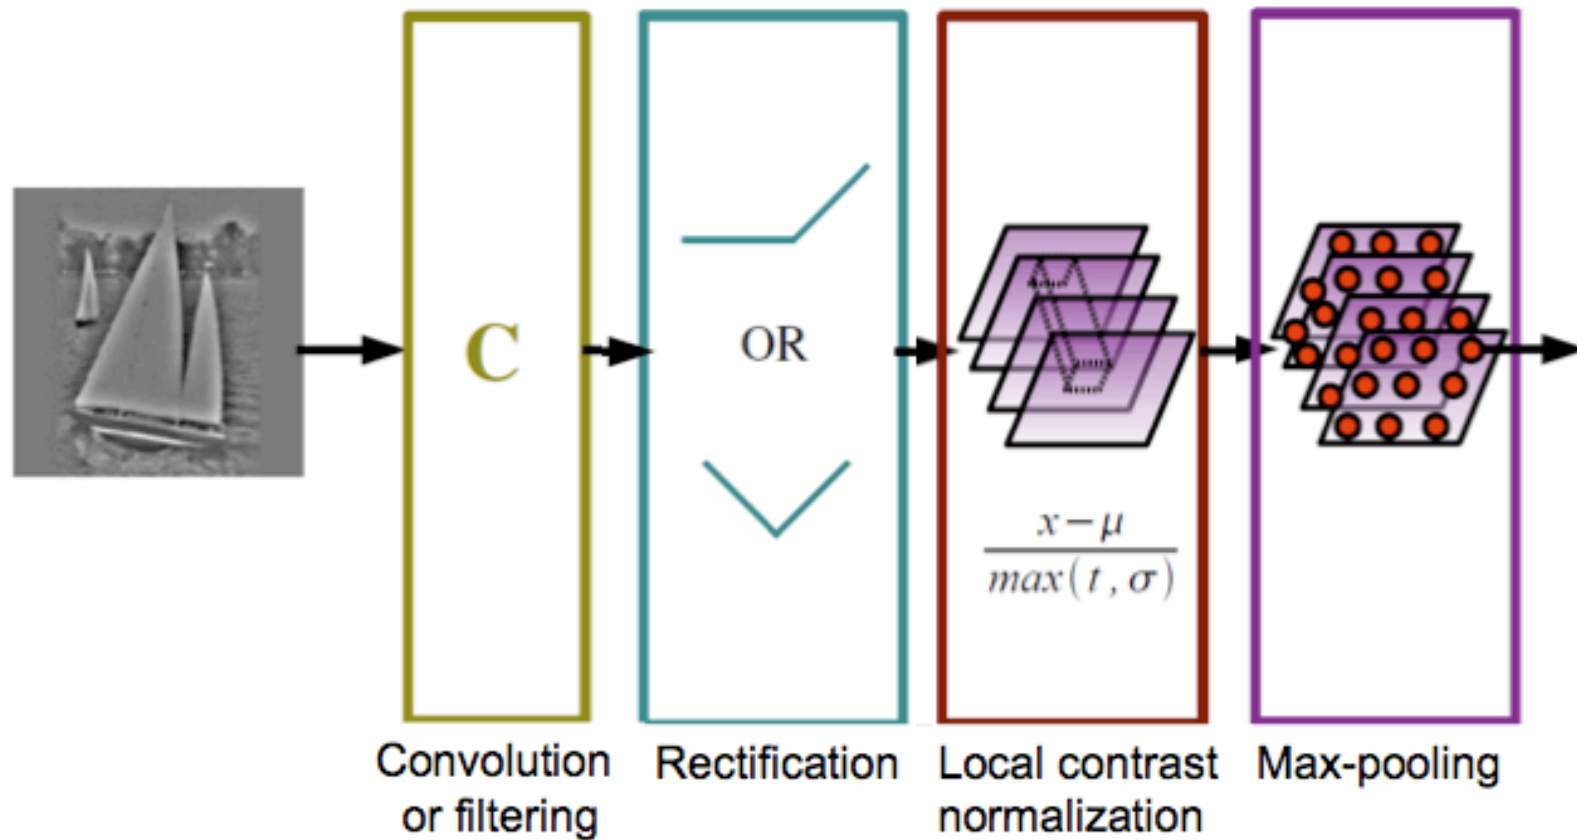 C
OR
x − μ
max(t, σ)
Convolution
or filtering
Rectification
Local contrast
normalization
Max-pooling